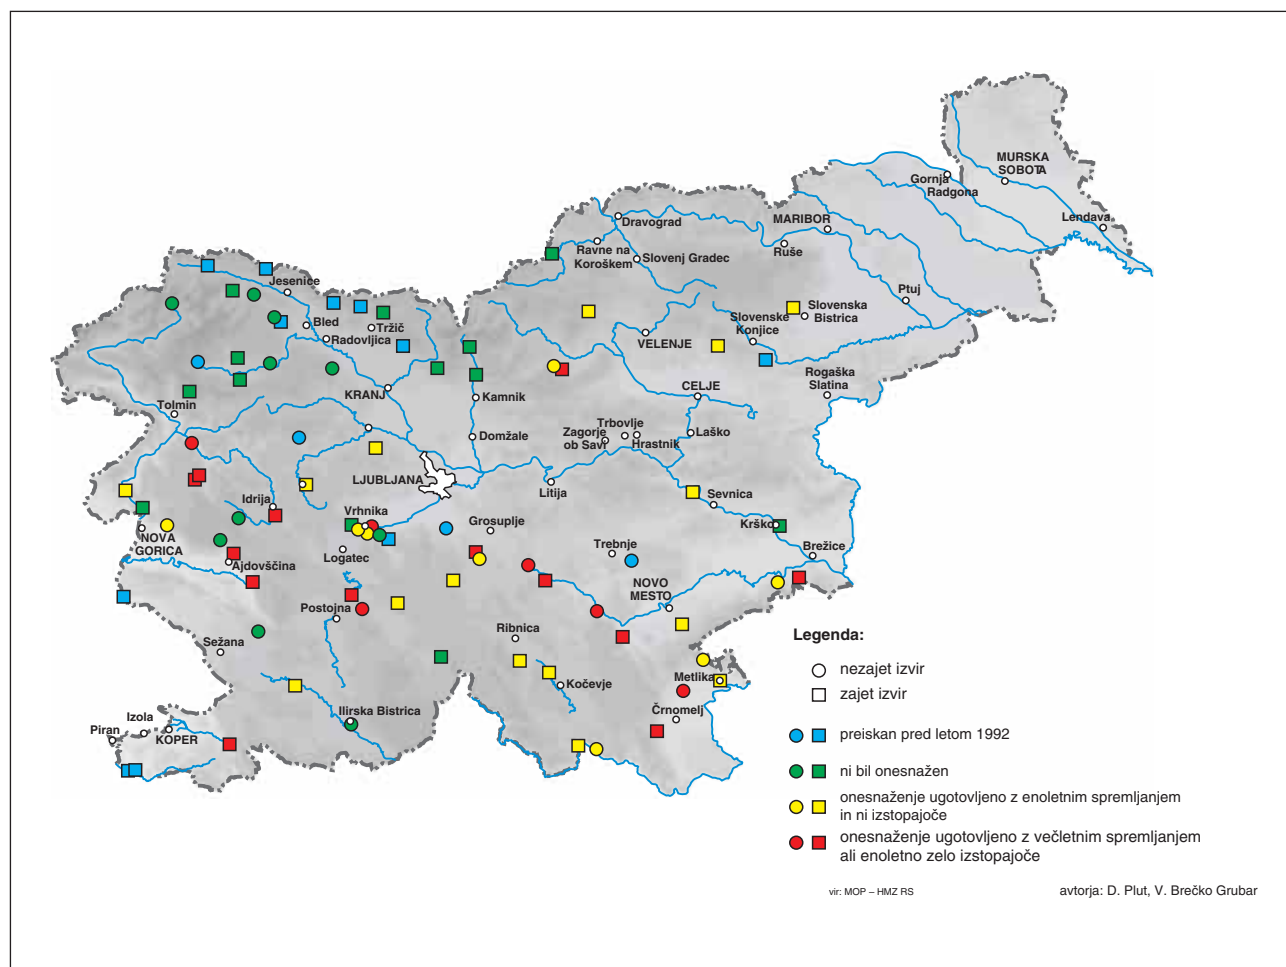 MURSKA
SOBOTA
Gornja
Radgona
Lendava
Dravograd
MARIBOR
Ravne na
Koroškem
Slovenj Gradec
Ruše
Ptuj
Jesenice
Slovenska
Bistrica
Slovenske
Konjice
Bled
Tržič
Radovljica
VELENJE
Rogaška
Slatina
KRANJ
Kamnik
CELJE
Tolmin
Domžale
Trbovlje
Zagorje
ob Savi
Hrastnik
Laško
LJUBLJANA
Litija
Sevnica
Idrija
Vrhnika
Grosuplje
Krško
NOVA
GORICA
Logatec
Trebnje
Brežice
Ajdovščina
NOVO
MESTO
Postojna
Ribnica
Sežana
Metlika
Kočevje
Črnomelj
Ilirska Bistrica
Izola
Piran
KOPER
Legenda:
nezajet izvir
zajet izvir
preiskan pred letom 1992
ni bil onesnažen
onesnaženje ugotovljeno z enoletnim spremljanjem
in ni izstopajoče
onesnaženje ugotovljeno z večletnim spremljanjem
ali enoletno zelo izstopajoče
vir: MOP – HMZ RS
avtorja: D. Plut, V. Brečko Grubar